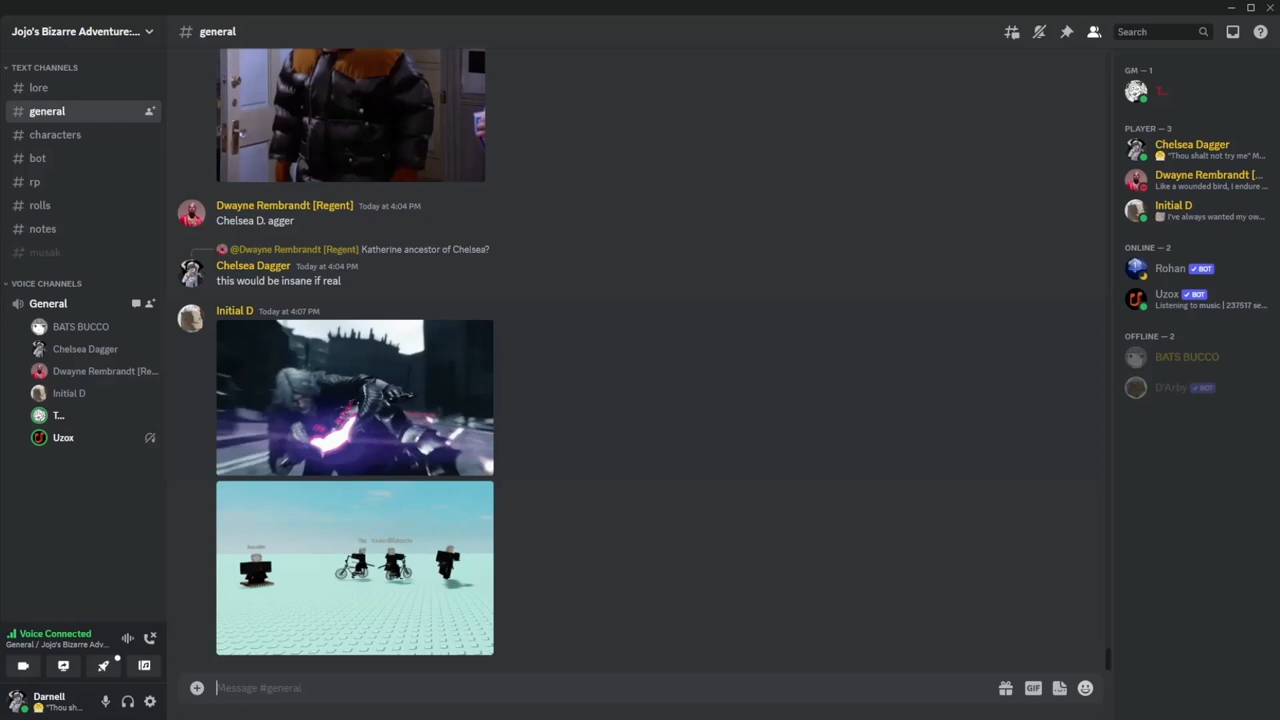 Jojo's Bizarre Adventure:...
general
Search
TEXT CHANNELS
lore
general
characters
bot
rp
rolls
notes
musak
VOICE CHANNELS
General
BATS BUCCO
Chelsea Dagger
Dwayne Rembrandt [Re...
Initial D
T...
Uzox
Voice Connected
General / Jojo's Bizarre Adv...
Darnell
"Thou sh...
Dwayne Rembrandt [Regent] Today at 4:04 PM
Chelsea D. agger
@Dwayne Rembrandt [Regent] Katherine ancestor of Chelsea?
Chelsea Dagger Today at 4:04 PM
this would be insane if real
Initial D Today at 4:07 PM
Message #general
GIF
GM — 1
T...
PLAYER — 3
Chelsea Dagger
"Thou shalt not try me" M...
Dwayne Rembrandt [...
Like a wounded bird, I endure ...
Initial D
I've always wanted my ow...
ONLINE — 2
Rohan ✓ BOT
Uzox ✓ BOT
Listening to music | 237517 se...
OFFLINE — 2
BATS BUCCO
D'Arby ✓ BOT